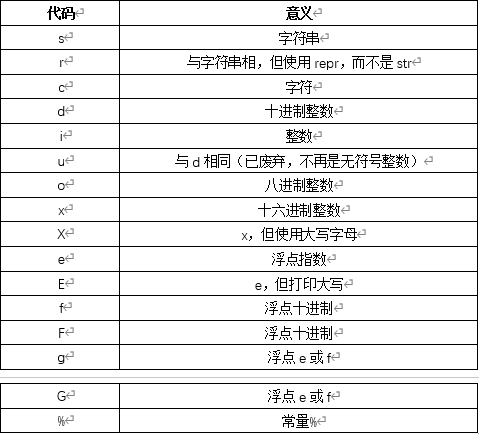 代码 意义
s 字符串
r 与字符串相，但使用 repr，而不是 str
c 字符
d 十进制整数
i 整数
u 与 d 相同（已废弃，不再是无符号整数）
o 八进制整数
x 十六进制整数
X x，但使用大写字母
e 浮点指数
E e，但打印大写
f 浮点十进制
F 浮点十进制
g 浮点 e 或 f
G 浮点 e 或 f
% 常量%